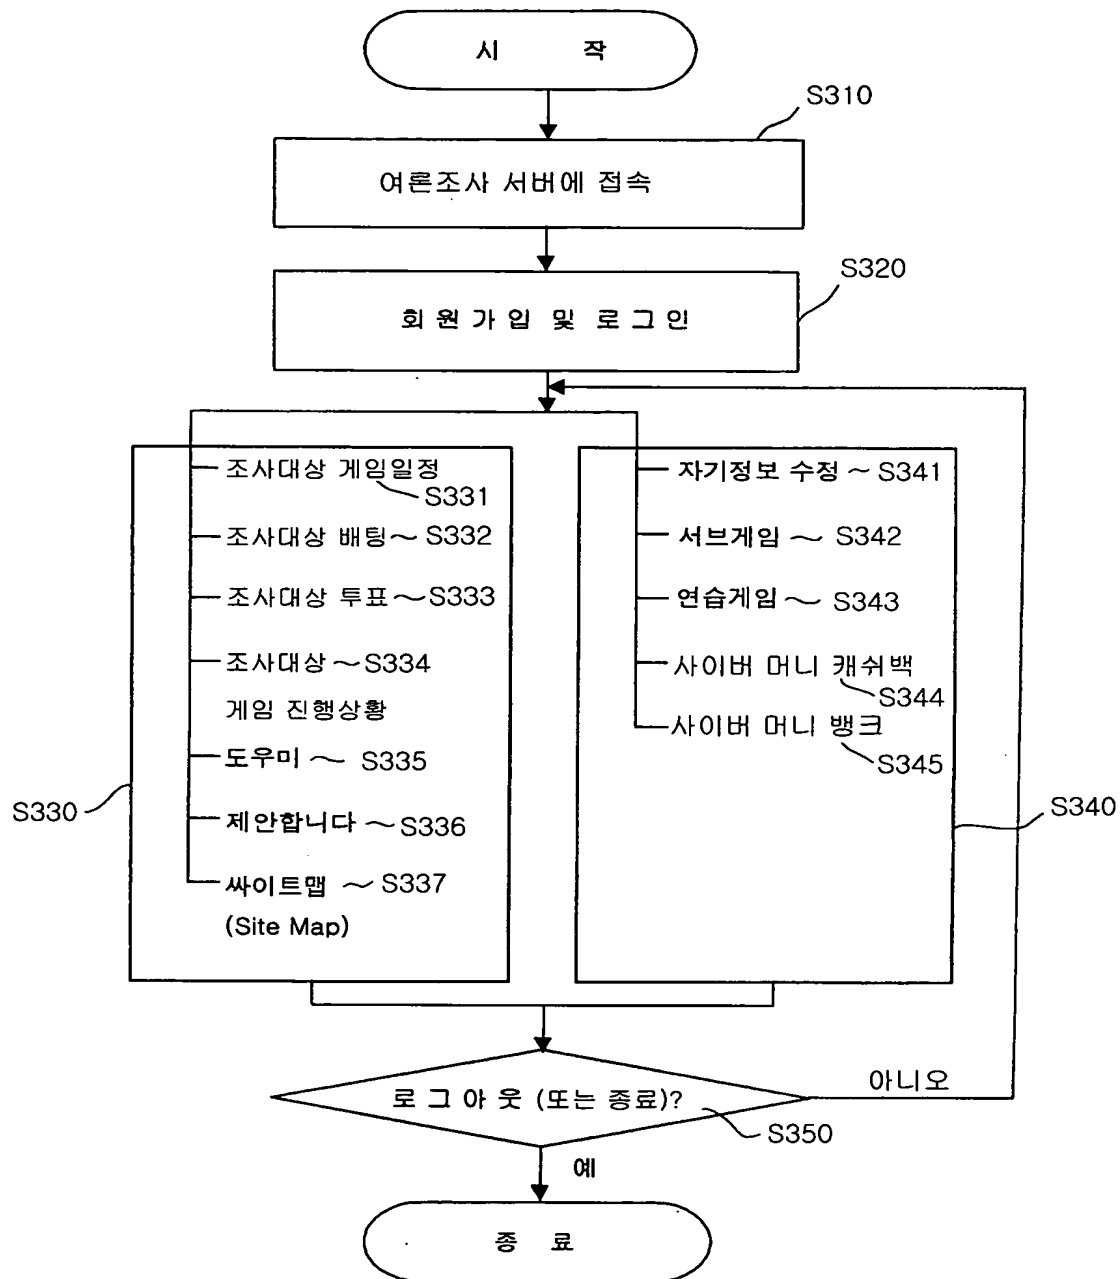 시 작
S310
여론조사 서버에 접속
S320
회 원 가 입 및 로 그 인
조사대상 게임일정
S331
조사대상 배팅~ S332
조사대상 투표~S333
조사대상 ~S334
게임 진행상황
도우미 ~ S335
제안합니다 ~S336
싸이트맵 ~ S337
(Site Map)
S330
자기정보 수정 ~ S341
서브게임 ~ S342
연습게임 ~ S343
사이버 머니 캐쉬백
S344
사이버 머니 뱅크
S345
S340
로 그 아 웃 (또는 종료)?
S350
아니오
예
종 료